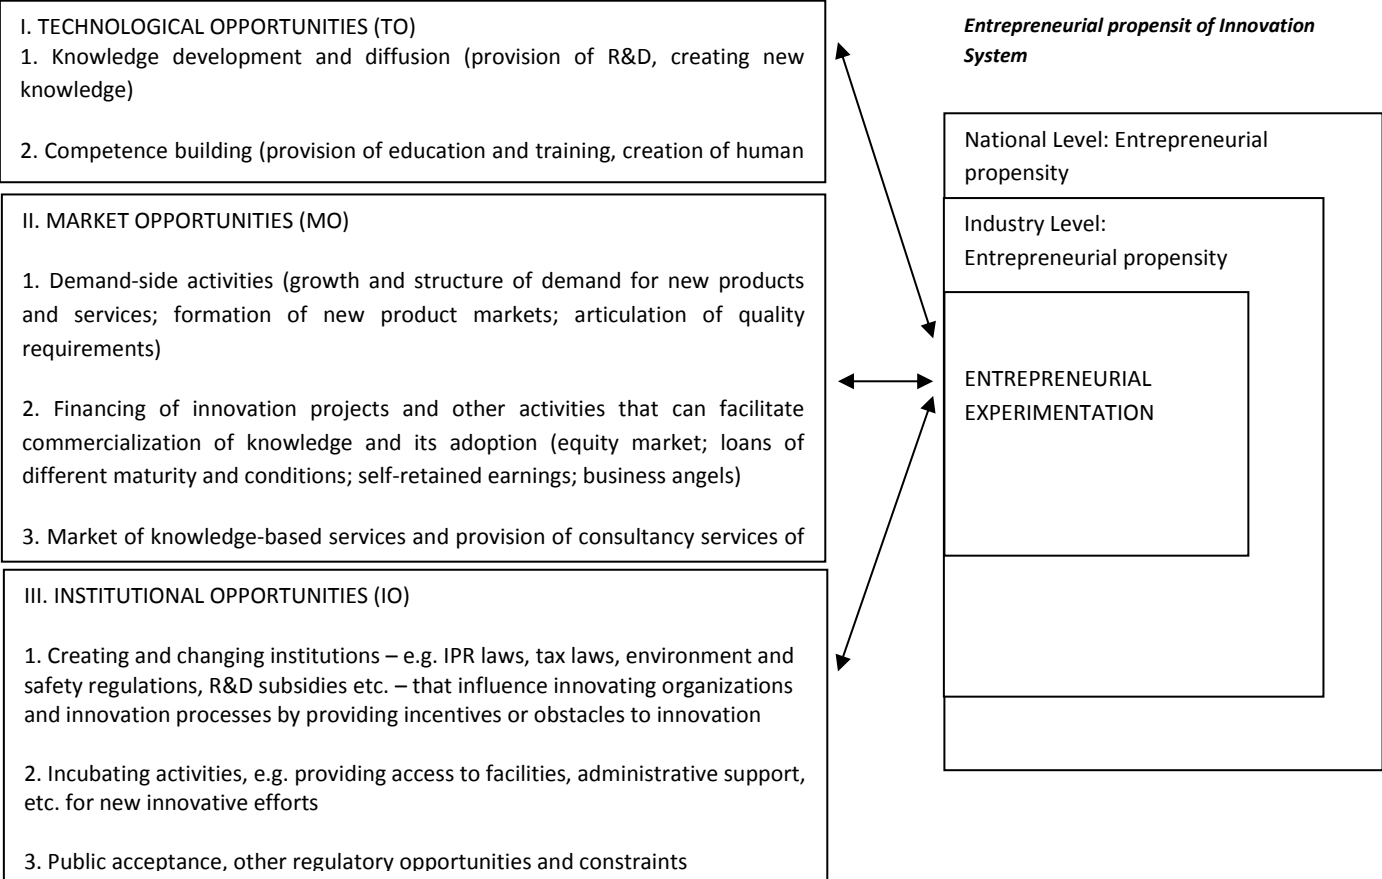 I. TECHNOLOGICAL OPPORTUNITIES (TO)
1. Knowledge development and diffusion (provision of R&D, creating new
knowledge)
2. Competence building (provision of education and training, creation of human
II. MARKET OPPORTUNITIES (MO)
1. Demand-side activities (growth and structure of demand for new products
and services; formation of new product markets; articulation of quality
requirements)
2. Financing of innovation projects and other activities that can facilitate
commercialization of knowledge and its adoption (equity market; loans of
different maturity and conditions; self-retained earnings; business angels)
3. Market of knowledge-based services and provision of consultancy services of
III. INSTITUTIONAL OPPORTUNITIES (IO)
1. Creating and changing institutions – e.g. IPR laws, tax laws, environment and
safety regulations, R&D subsidies etc. – that influence innovating organizations
and innovation processes by providing incentives or obstacles to innovation
2. Incubating activities, e.g. providing access to facilities, administrative support,
etc. for new innovative efforts
3. Public acceptance, other regulatory opportunities and constraints
Entrepreneurial propensit of Innovation
System
National Level: Entrepreneurial
propensity
Industry Level:
Entrepreneurial propensity
ENTREPRENEURIAL
EXPERIMENTATION